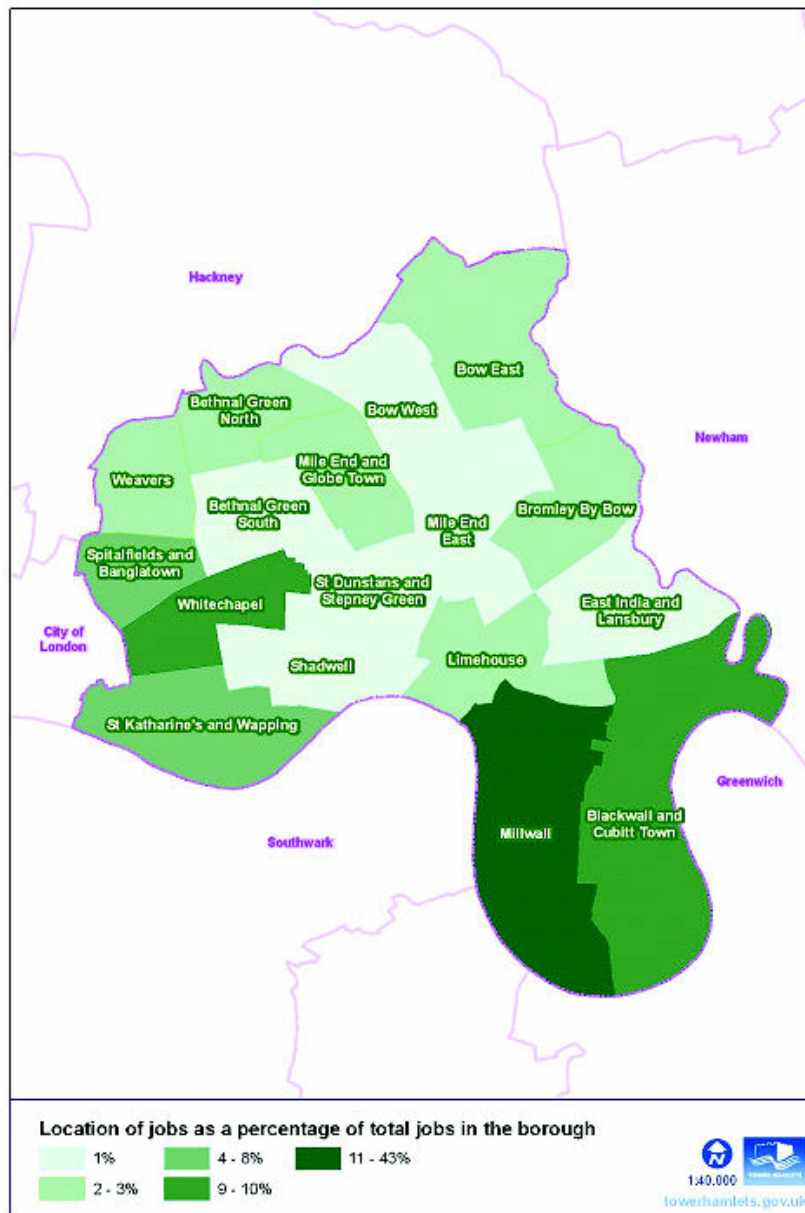 Hackney
Bow East
Bethnal Green
North
Bow West
Newham
Mile End and
Globe Town
Weavers
Bethnal Green
South
Bromley By Bow
Mile End
East
Spitalfields and
Banglatown
St Dunstans and
Stepney Green
Whitechapel
East India and
Lansbury
City of
London
Shadwell
Limehouse
St Katharine's and Wapping
Greenwich
Blackwall and
Cubitt Town
Millwall
Southwark
Location of jobs as a percentage of total jobs in the borough
1%
4 - 8%
11 - 43%
2 - 3%
9 - 10%
N
1:40,000
TOWER HAMLETS
towerhamlets.gov.uk